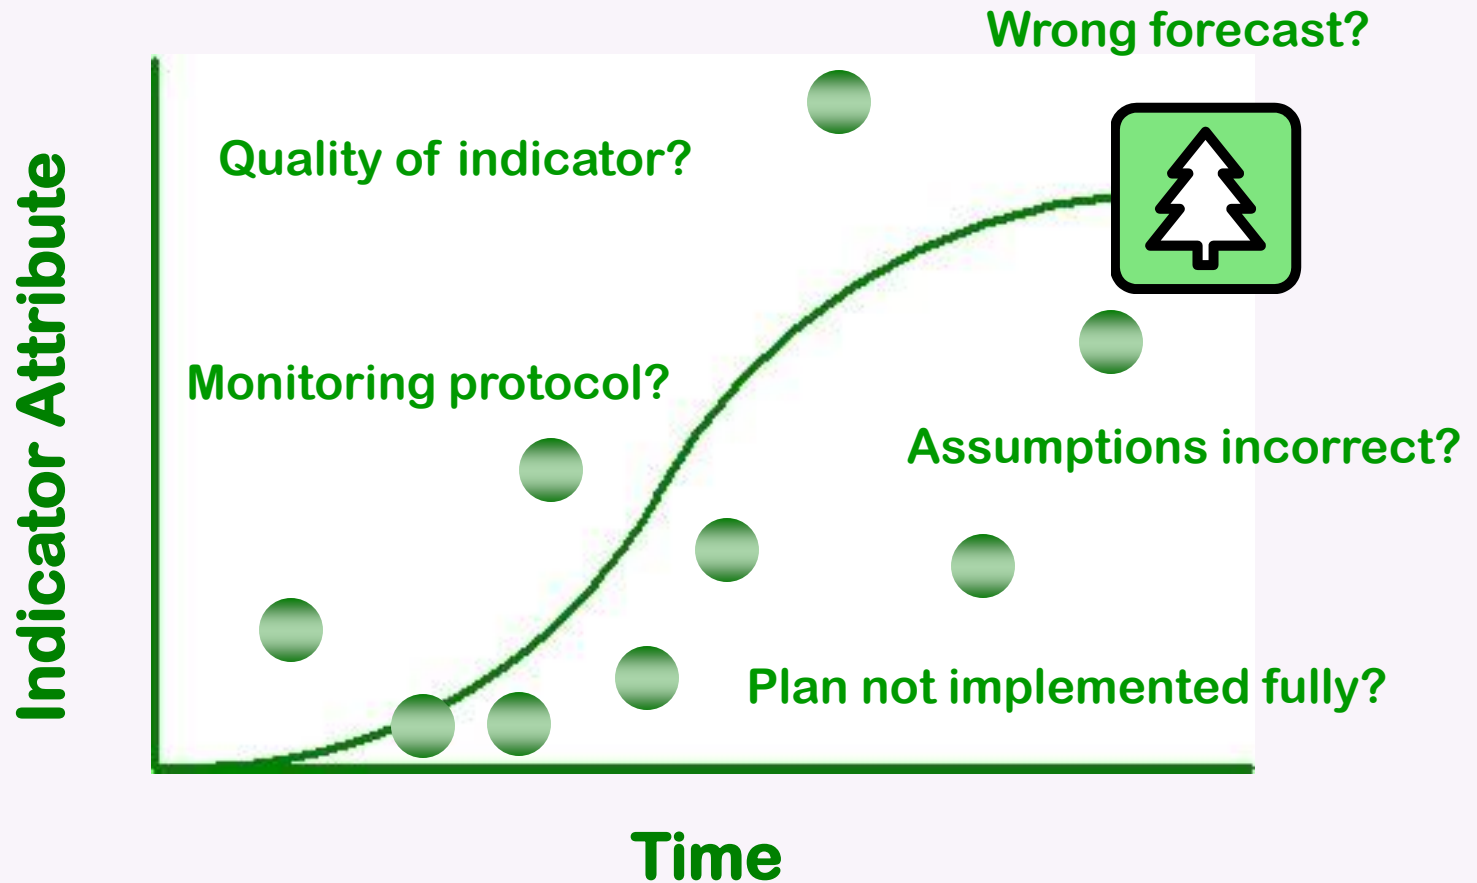 Wrong forecast?
Quality of indicator?
Monitoring protocol?
Assumptions incorrect?
Plan not implemented fully?
Indicator Attribute
Time